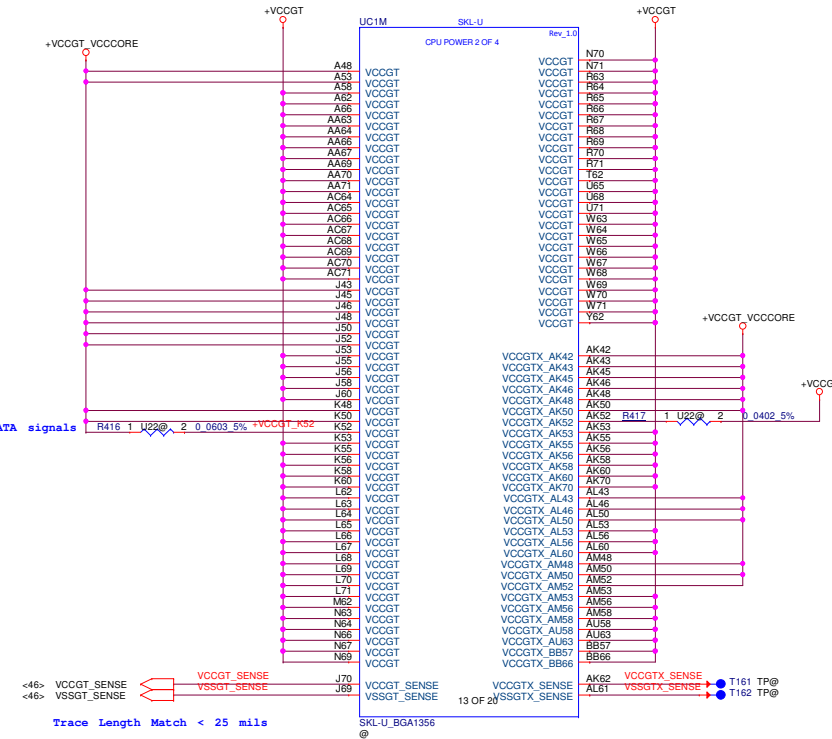 +VCCGT
+VCCGT
+VCCGT_VCCCORE
UC1M
SKL-U
Rev_1.0
CPU POWER 2 OF 4
A48 VCCGT
A53 VCCGT
A58 VCCGT
A62 VCCGT
A66 VCCGT
AA63 VCCGT
AA64 VCCGT
AA66 VCCGT
AA67 VCCGT
AA69 VCCGT
AA70 VCCGT
AA71 VCCGT
AC64 VCCGT
AC65 VCCGT
AC66 VCCGT
AC67 VCCGT
AC68 VCCGT
AC69 VCCGT
AC70 VCCGT
AC71 VCCGT
J43 VCCGT
J45 VCCGT
J46 VCCGT
J48 VCCGT
J50 VCCGT
J52 VCCGT
J53 VCCGT
J55 VCCGT
J56 VCCGT
J58 VCCGT
J60 VCCGT
K48 VCCGT
K50 VCCGT
K52 VCCGT
K53 VCCGT
K55 VCCGT
K56 VCCGT
K58 VCCGT
K60 VCCGT
L62 VCCGT
L63 VCCGT
L64 VCCGT
L65 VCCGT
L66 VCCGT
L67 VCCGT
L68 VCCGT
L69 VCCGT
L70 VCCGT
L71 VCCGT
M62 VCCGT
N63 VCCGT
N64 VCCGT
N66 VCCGT
N67 VCCGT
N69 VCCGT
ATA signals
R416 1 U22@ 2 0_0603_5% +VCCGT_K52
VCCGT N70
VCCGT N71
VCCGT R63
VCCGT R64
VCCGT R65
VCCGT R66
VCCGT R67
VCCGT R68
VCCGT R69
VCCGT R70
VCCGT R71
VCCGT T62
VCCGT U65
VCCGT U68
VCCGT U71
VCCGT W63
VCCGT W64
VCCGT W65
VCCGT W66
VCCGT W67
VCCGT W68
VCCGT W69
VCCGT W70
VCCGT W71
VCCGT Y62
+VCCGT_VCCCORE
+VCCG
VCCGTX_AK42 AK42
VCCGTX_AK43 AK43
VCCGTX_AK45 AK45
VCCGTX_AK46 AK46
VCCGTX_AK48 AK48
VCCGTX_AK50 AK50
VCCGTX_AK52 AK52
R417 1 U22@ 2 0_0402_5%
VCCGTX_AK53 AK53
VCCGTX_AK55 AK55
VCCGTX_AK56 AK56
VCCGTX_AK58 AK58
VCCGTX_AK60 AK60
VCCGTX_AK70 AK70
VCCGTX_AL43 AL43
VCCGTX_AL46 AL46
VCCGTX_AL50 AL50
VCCGTX_AL53 AL53
VCCGTX_AL56 AL56
VCCGTX_AL60 AL60
VCCGTX_AM48 AM48
VCCGTX_AM50 AM50
VCCGTX_AM52 AM52
VCCGTX_AM53 AM53
VCCGTX_AM56 AM56
VCCGTX_AM58 AM58
VCCGTX_AU58 AU58
VCCGTX_AU63 AU63
VCCGTX_BB57 BB57
VCCGTX_BB66 BB66
<46> VCCGT_SENSE VCCGT_SENSE J70 VCCGT_SENSE
<46> VSSGT_SENSE VSSGT_SENSE J69 VSSGT_SENSE
VCCGTX_SENSE AK62 VCCGTX_SENSE T161 TP@
VSSGTX_SENSE AL61 VSSGTX_SENSE T162 TP@
13 OF 20
Trace Length Match < 25 mils
SKL-U_BGA1356
@